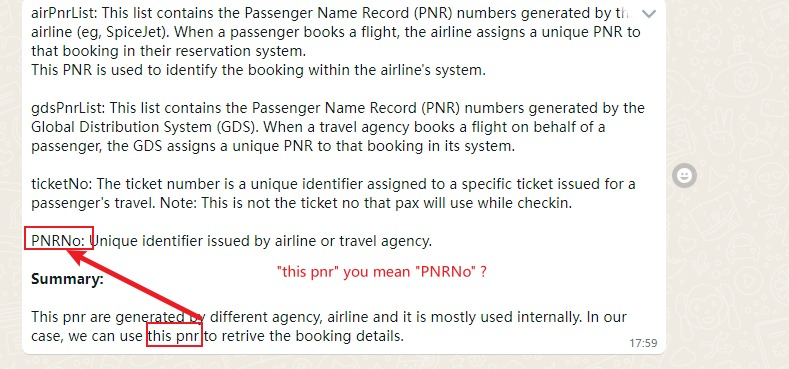 airPnrList: This list contains the Passenger Name Record (PNR) numbers generated by
airline (eg, SpiceJet). When a passenger books a flight, the airline assigns a unique PNR to
that booking in their reservation system.
This PNR is used to identify the booking within the airline's system.
gdsPnrList: This list contains the Passenger Name Record (PNR) numbers generated by the
Global Distribution System (GDS). When a travel agency books a flight on behalf of a
passenger, the GDS assigns a unique PNR to that booking in its system.
ticketNo: The ticket number is a unique identifier assigned to a specific ticket issued for a
passenger's travel. Note: This is not the ticket no that pax will use while checkin.
PNRNo: Unique identifier issued by airline or travel agency.
"this pnr" you mean "PNRNo" ?
Summary:
This pnr are generated by different agency, airline and it is mostly used internally. In our
case, we can use this pnr to retrive the booking details.
17:59